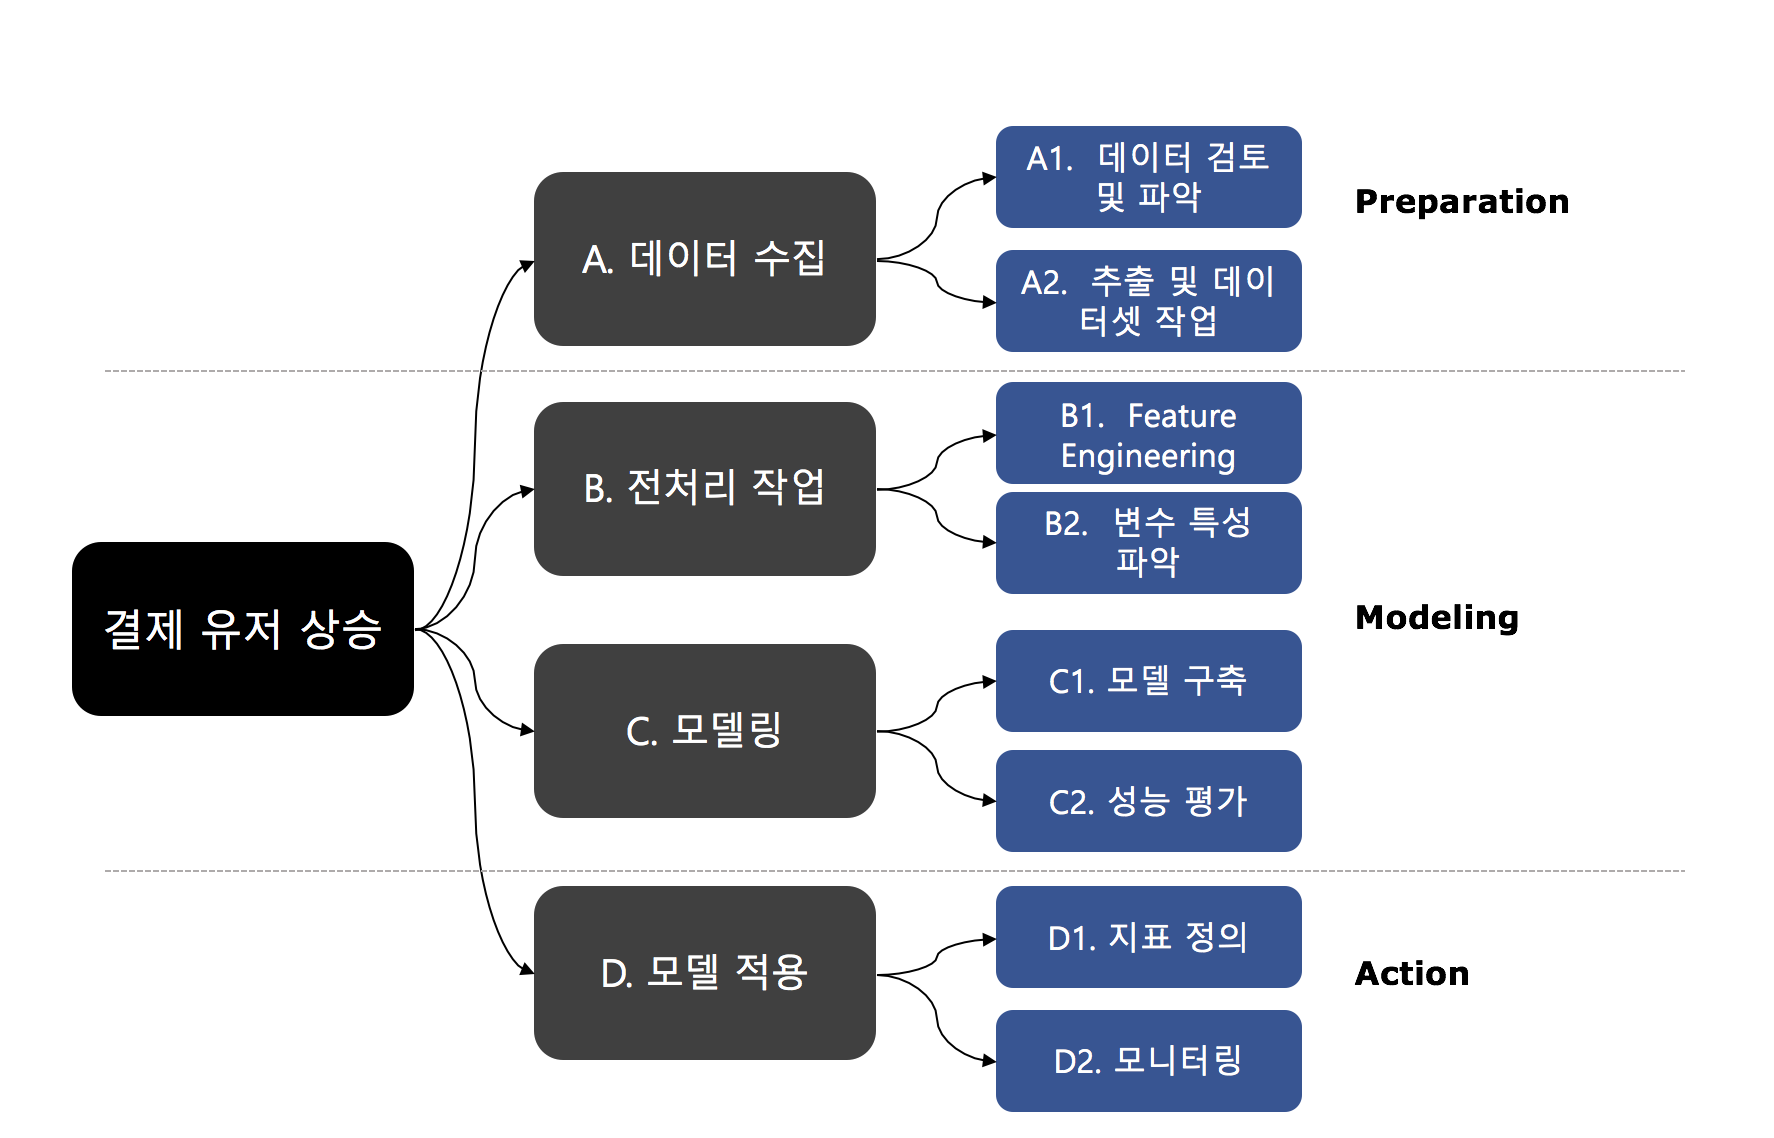 결제 유저 상승
A. 데이터 수집
A1. 데이터 검토
및 파악
A2. 추출 및 데이
터셋 작업
Preparation
B. 전처리 작업
B1. Feature
Engineering
B2. 변수 특성
파악
C. 모델링
C1. 모델 구축
C2. 성능 평가
Modeling
D. 모델 적용
D1. 지표 정의
D2. 모니터링
Action